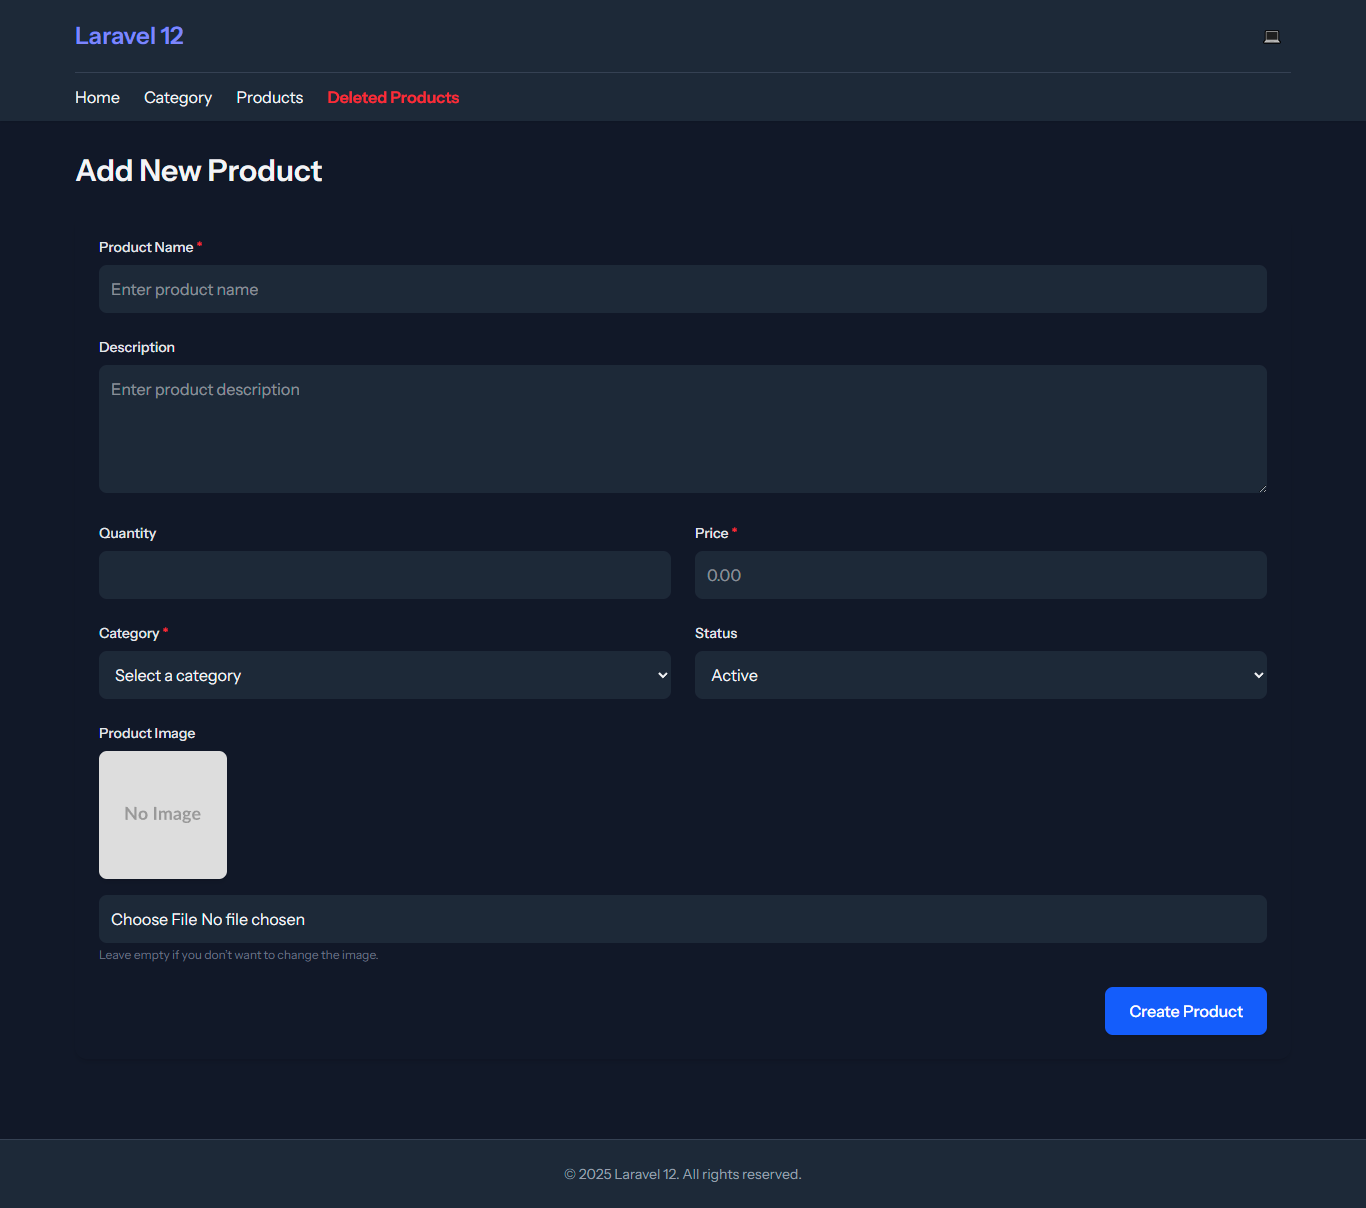 Laravel 12
Home Category Products Deleted Products
Add New Product
Product Name *
Enter product name
Description
Enter product description
Quantity Price *
0.00
Category * Status
Select a category Active
Product Image
No Image
Choose File No file chosen
Leave empty if you don't want to change the image.
Create Product
© 2025 Laravel 12. All rights reserved.